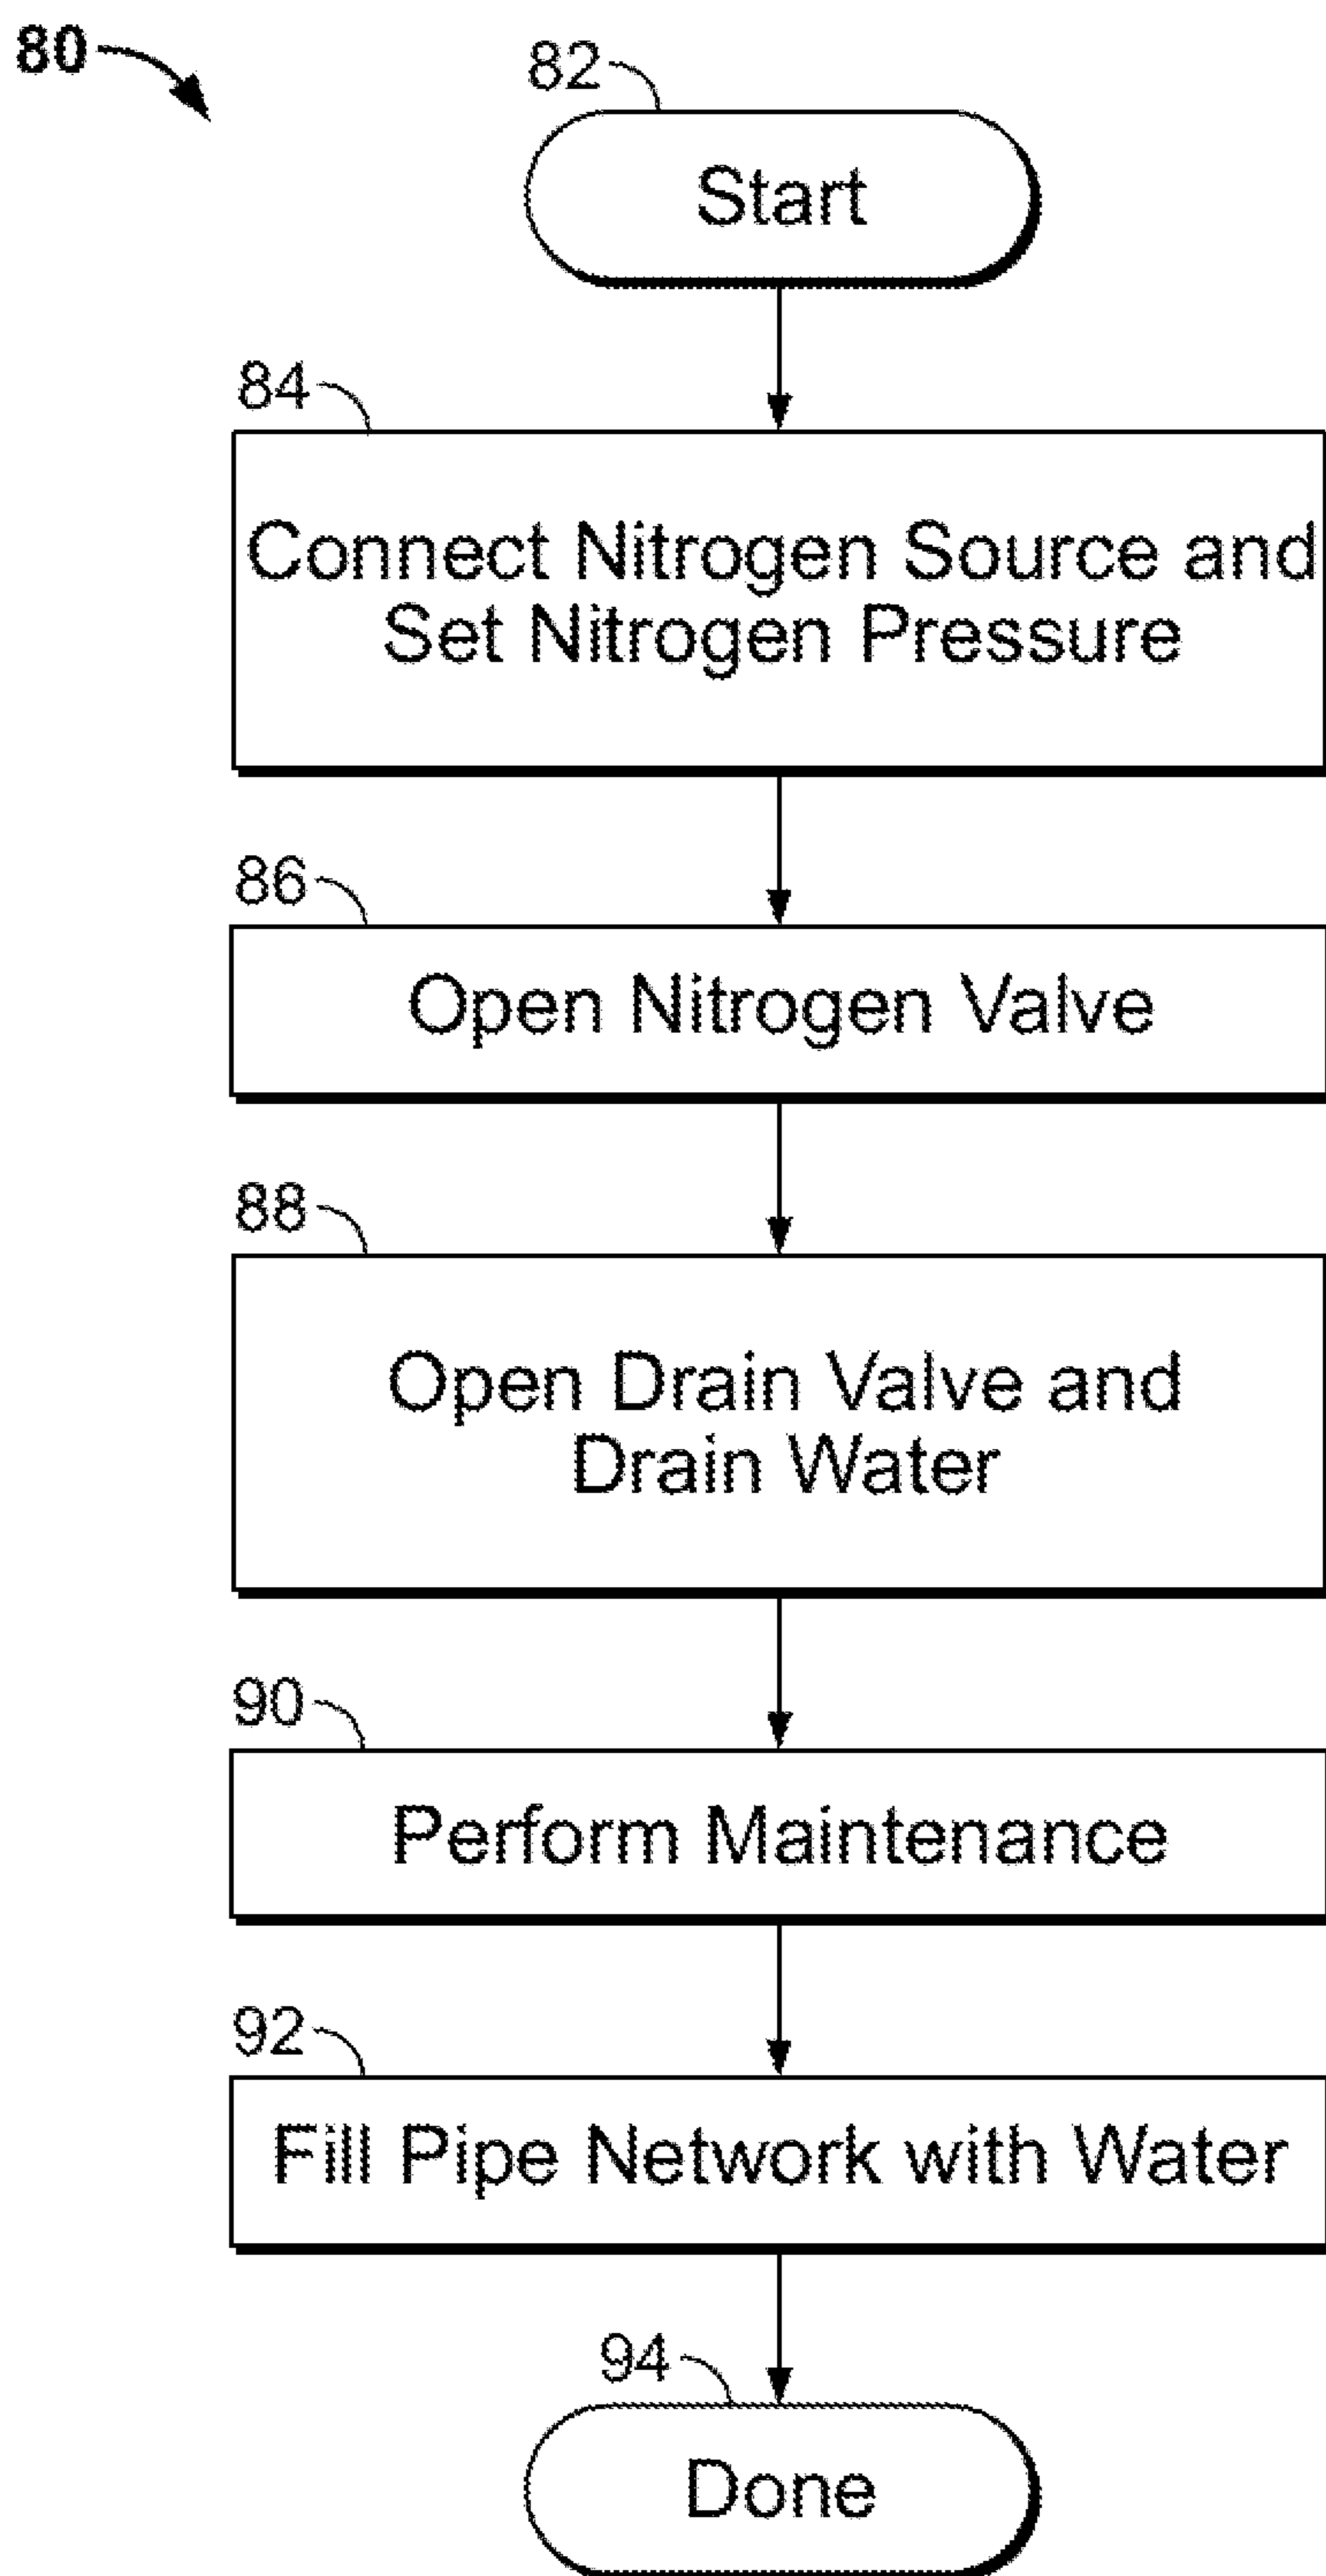 80
82
Start
84
Connect Nitrogen Source and
Set Nitrogen Pressure
86
Open Nitrogen Valve
88
Open Drain Valve and
Drain Water
90
Perform Maintenance
92
Fill Pipe Network with Water
94
Done